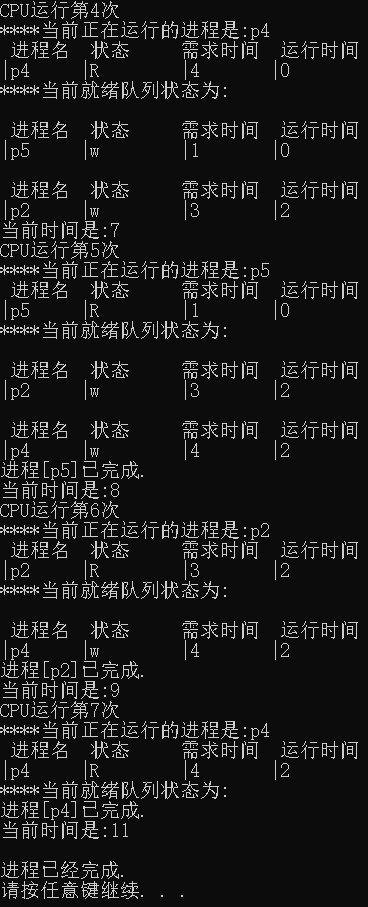 CPU运行第4次
****当前正在运行的进程是:p4
进程名 状态 需求时间 运行时间
|p4 |R |4 |0
****当前就绪队列状态为:
进程名 状态 需求时间 运行时间
|p5 |w |1 |0
进程名 状态 需求时间 运行时间
|p2 |w |3 |2
当前时间是:7
CPU运行第5次
****当前正在运行的进程是:p5
进程名 状态 需求时间 运行时间
|p5 |R |1 |0
****当前就绪队列状态为:
进程名 状态 需求时间 运行时间
|p2 |w |3 |2
进程名 状态 需求时间 运行时间
|p4 |w |4 |2
进程[p5]已完成.
当前时间是:8
CPU运行第6次
****当前正在运行的进程是:p2
进程名 状态 需求时间 运行时间
|p2 |R |3 |2
****当前就绪队列状态为:
进程名 状态 需求时间 运行时间
|p4 |w |4 |2
进程[p2]已完成.
当前时间是:9
CPU运行第7次
****当前正在运行的进程是:p4
进程名 状态 需求时间 运行时间
|p4 |R |4 |2
****当前就绪队列状态为:
进程[p4]已完成.
当前时间是:11
进程已经完成.
请按任意键继续. . .